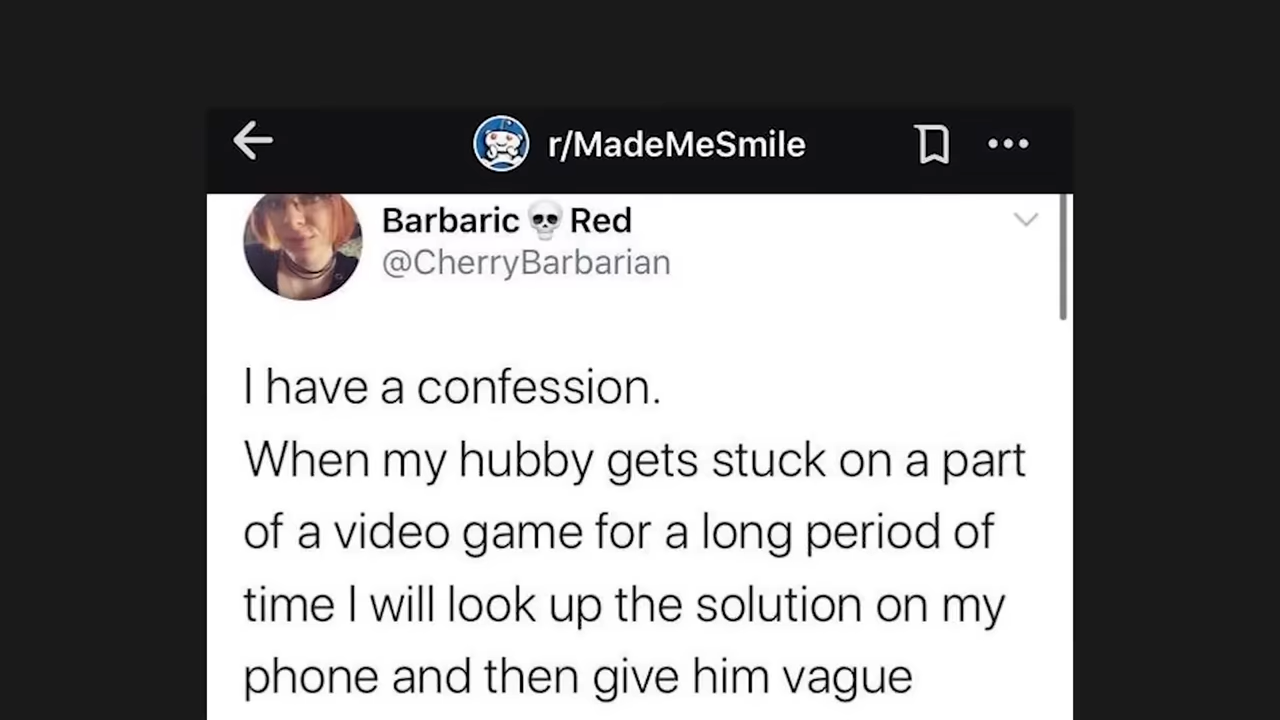 r/MadeMeSmile
Barbaric💀Red
@CherryBarbarian
I have a confession.
When my hubby gets stuck on a part
of a video game for a long period of
time I will look up the solution on my
phone and then give him vague